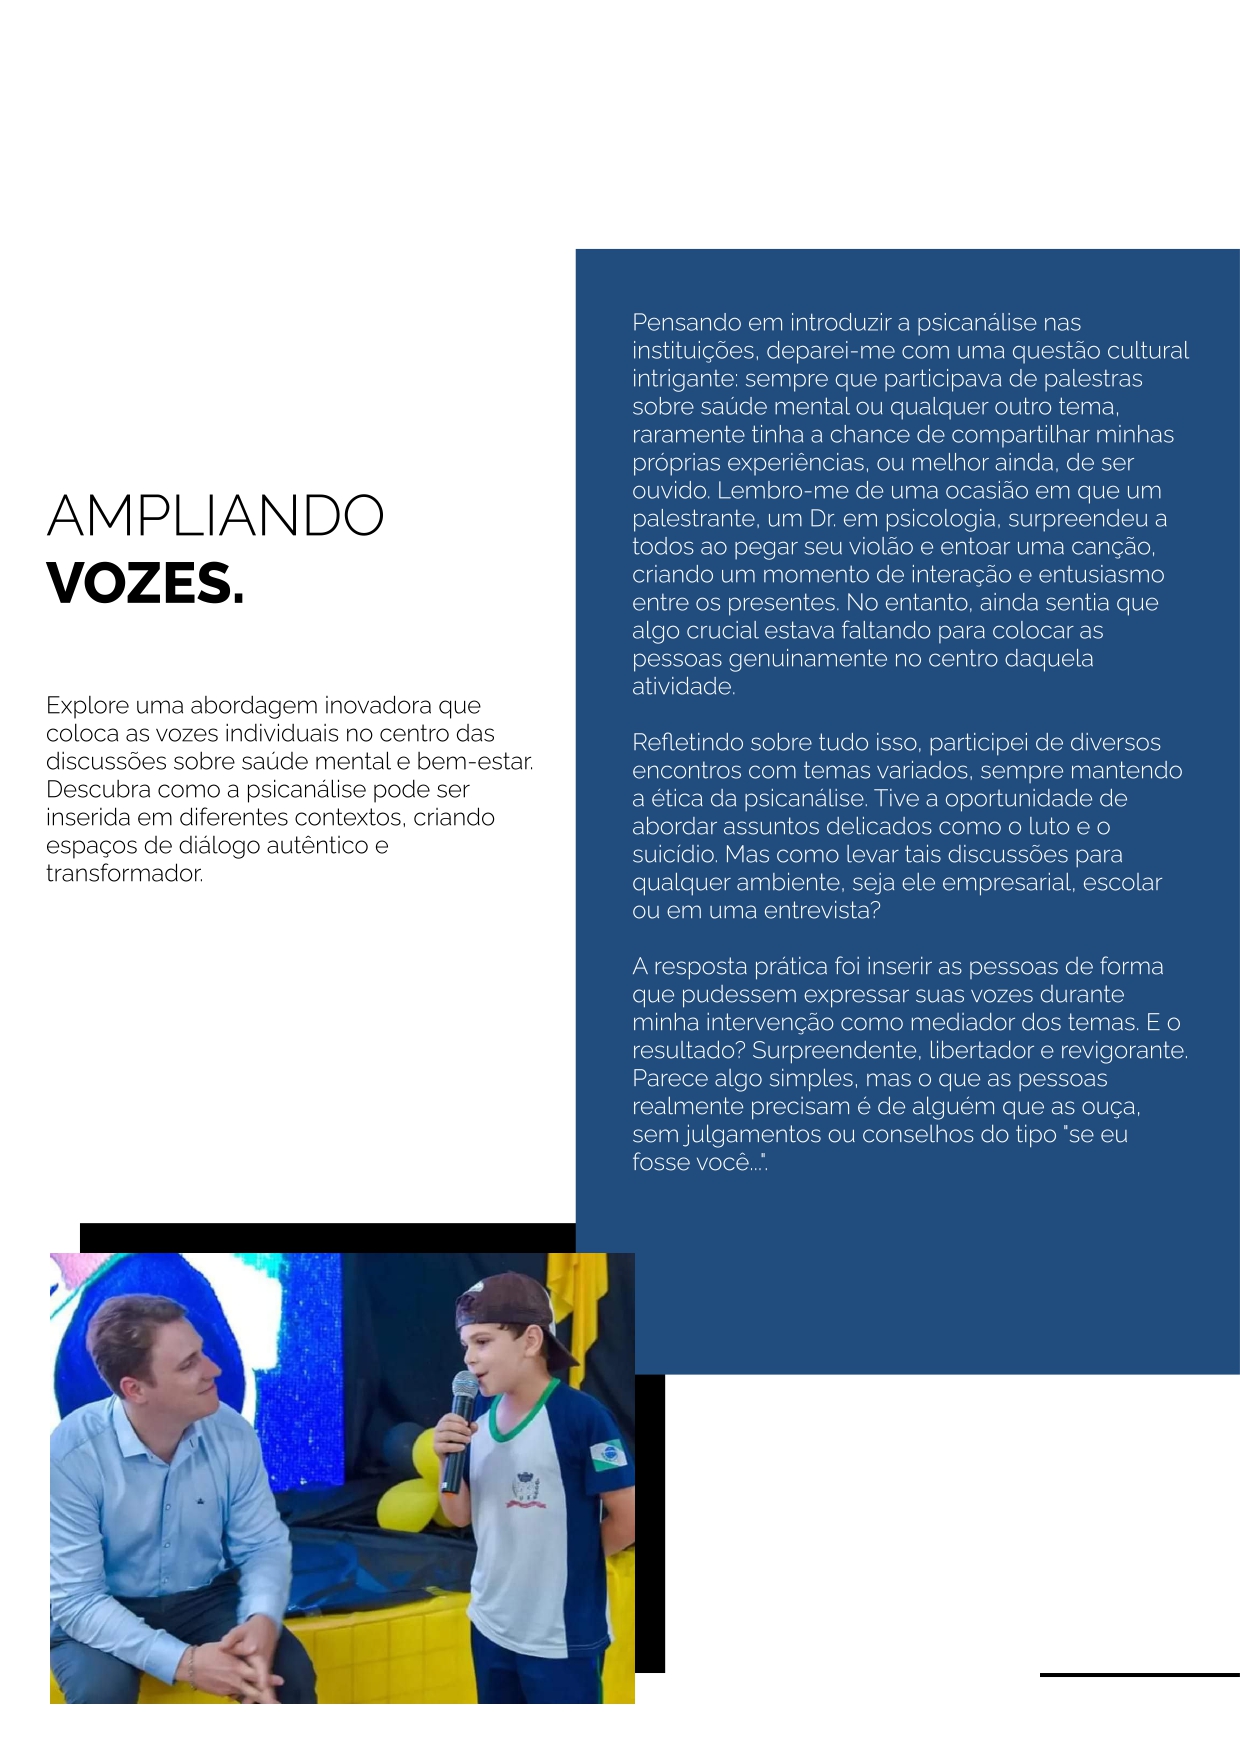 AMPLIANDO
VOZES.
Explore uma abordagem inovadora que
coloca as vozes individuais no centro das
discussões sobre saúde mental e bem-estar.
Descubra como a psicanálise pode ser
inserida em diferentes contextos, criando
espaços de diálogo autêntico e
transformador.
Pensando em introduzir a psicanálise nas
instituições, deparei-me com uma questão cultural
intrigante: sempre que participava de palestras
sobre saúde mental ou qualquer outro tema,
raramente tinha a chance de compartilhar minhas
próprias experiências, ou melhor ainda, de ser
ouvido. Lembro-me de uma ocasião em que um
palestrante, um Dr. em psicologia, surpreendeu a
todos ao pegar seu violão e entoar uma canção,
criando um momento de interação e entusiasmo
entre os presentes. No entanto, ainda sentia que
algo crucial estava faltando para colocar as
pessoas genuinamente no centro daquela
atividade.
Refletindo sobre tudo isso, participei de diversos
encontros com temas variados, sempre mantendo
a ética da psicanálise. Tive a oportunidade de
abordar assuntos delicados como o luto e o
suicídio. Mas como levar tais discussões para
qualquer ambiente, seja ele empresarial, escolar
ou em uma entrevista?
A resposta prática foi inserir as pessoas de forma
que pudessem expressar suas vozes durante
minha intervenção como mediador dos temas. E o
resultado? Surpreendente, libertador e revigorante.
Parece algo simples, mas o que as pessoas
realmente precisam é de alguém que as ouça,
sem julgamentos ou conselhos do tipo "se eu
fosse você...".